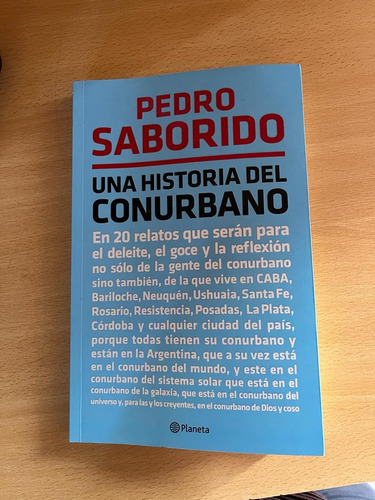 PEDRO
SABORIDO
UNA HISTORIA DEL
CONURBANO
En 20 relatos que serán para
el deleite, el goce y la reflexión
no sólo de la gente del conurbano
sino también, de la que vive en CABA,
Bariloche, Neuquén, Ushuaia, Santa Fe,
Rosario, Resistencia, Posadas, La Plata,
Córdoba y cualquier ciudad del país,
porque todas tienen su conurbano y
están en la Argentina, que a su vez está
en el conurbano del mundo, y este en el
conurbano del sistema solar que está en el
conurbano de la galaxia, que está en el conurbano del
universo y, para las y los creyentes, en el conurbano de Dios y coso
Planeta